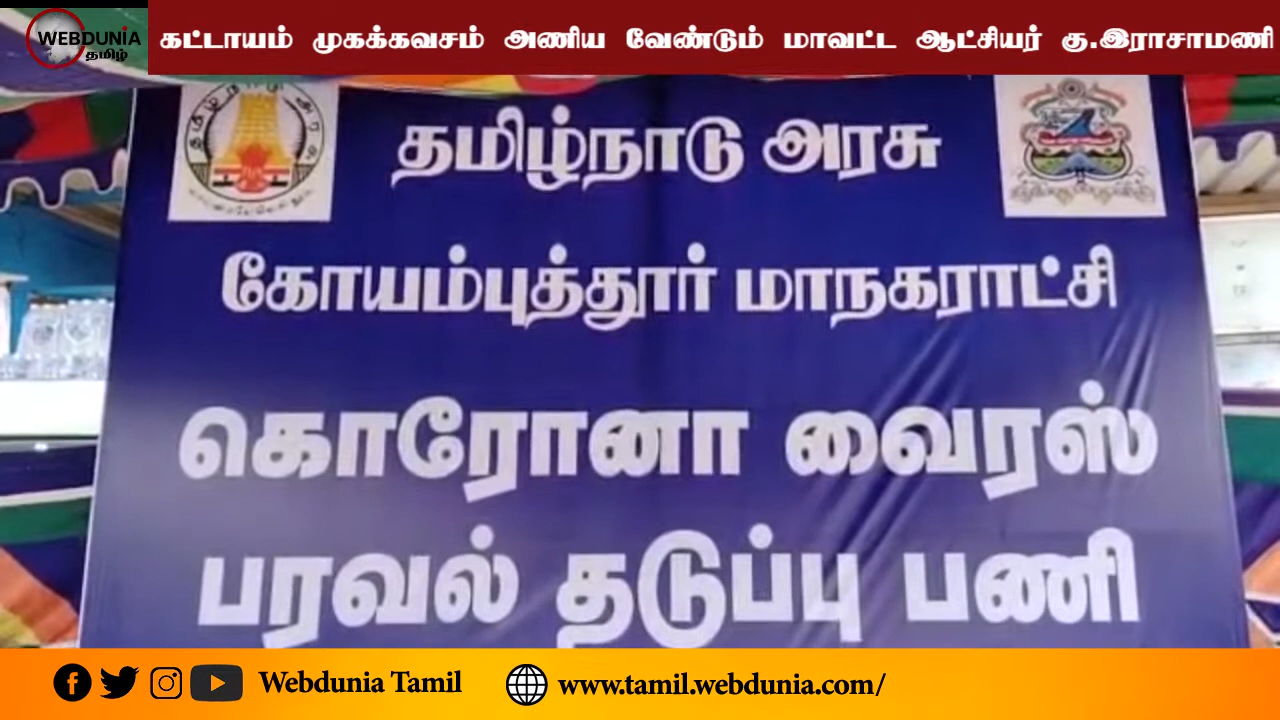 WEBDUNIA
தமிழ்
கட்டாயம் முகக்கவசம் அணிய வேண்டும் மாவட்ட ஆட்சியர் கு.இராசாமணி
தமிழ்நாடு அரசு
கோயம்புத்தூர் மாநகராட்சி
கொரோனா வைரஸ்
பரவல் தடுப்பு பணி
Webdunia Tamil
www.tamil.webdunia.com/